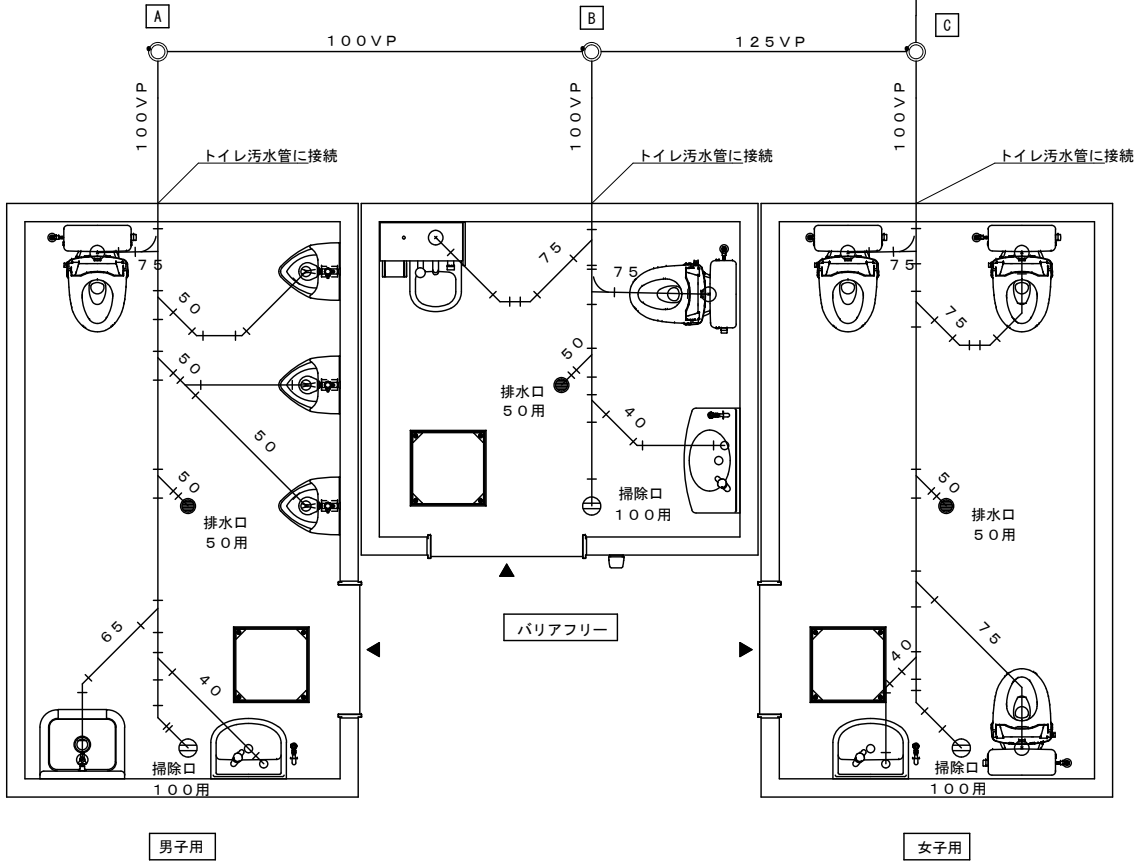 A
B
C
１００ＶＰ
１２５ＶＰ
１００ＶＰ
１００ＶＰ
１００ＶＰ
トイレ汚水管に接続
トイレ汚水管に接続
トイレ汚水管に接続
７５
５０
５０
５０
５０
排水口
５０用
６５
４０
掃除口
１００用
男子用
７５
７５
５０
排水口
５０用
４０
掃除口
１００用
バリアフリー
７５
７５
５０
排水口
５０用
７５
４０
掃除口
１００用
女子用